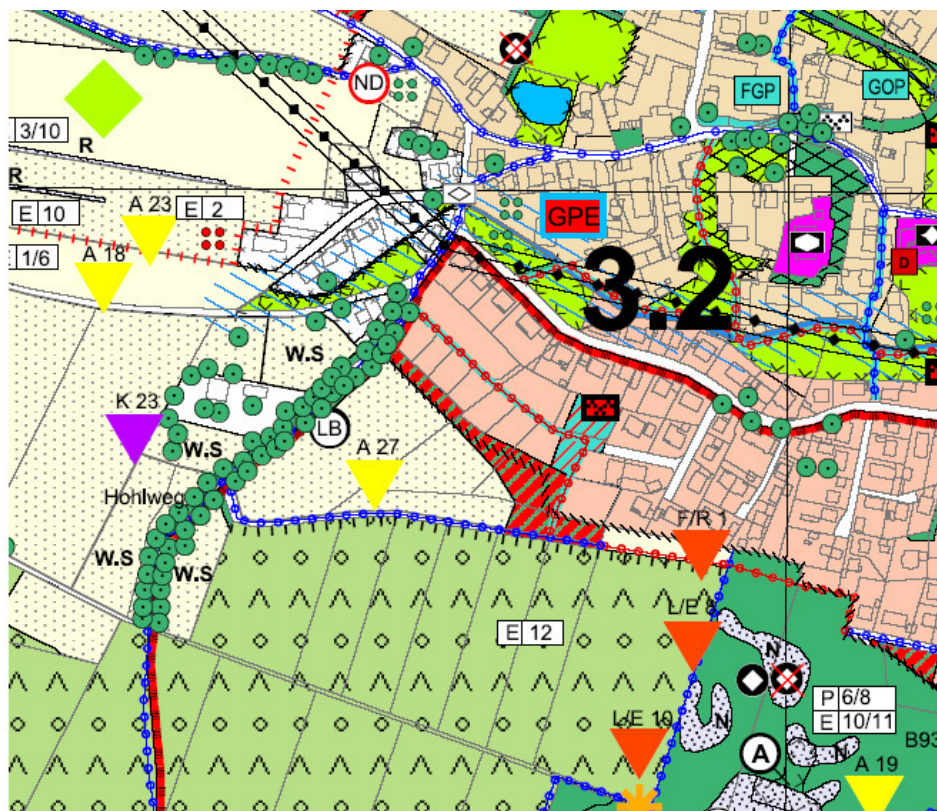 ND
FGP
GOP
3/10
R
R
E 10
A 23
E 2
GPE
1/6
A 18
3.2
D
W.S
K 23
LB
W.S
A 27
Hohlweg
F/R 1
W.S
W.S
L/E 8
E 12
N
P 6/8
E 10/11
L/E 10
N
N
B93
A
A 19